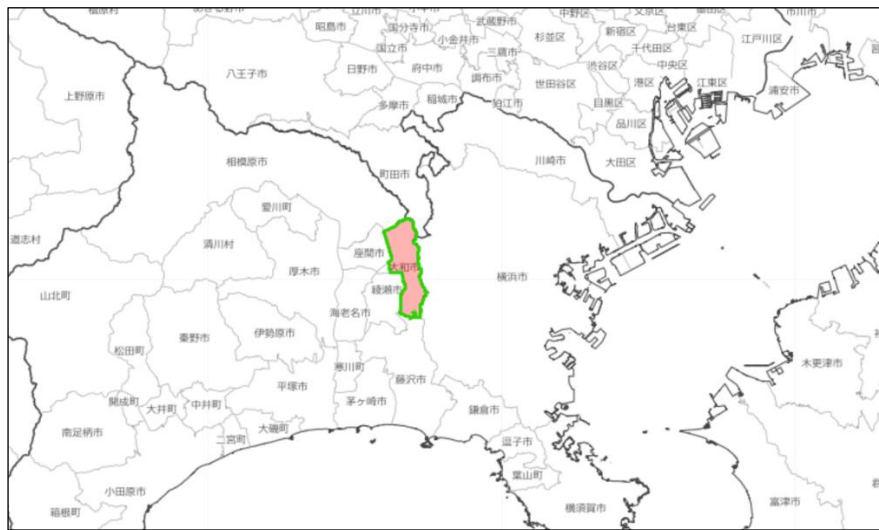 昭島市
国分寺市
武蔵野市
中野区
文京区
台東区
小金井市
杉並区
新宿区
千代田区
江戸川区
国立市
三鷹市
渋谷区
中央区
八王子市
日野市
府中市
調布市
世田谷区
港区
江東区
浦安市
上野原市
多摩市
稲城市
狛江市
目黒区
品川区
相模原市
町田市
川崎市
大田区
愛川町
道志村
清川村
座間市
横浜市
厚木市
大和市
山北町
綾瀬市
海老名市
秦野市
伊勢原市
松田町
寒川町
藤沢市
木更津市
平塚市
開成町
大井町
中井町
茅ヶ崎市
鎌倉市
南足柄市
大磯町
二宮町
逗子市
葉山町
小田原市
箱根町
横須賀市
富津市